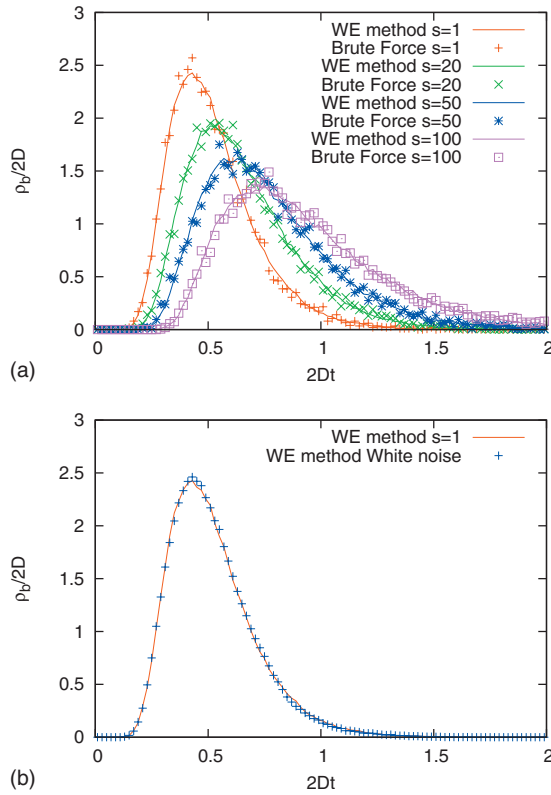 (a)
3
2.5
2
1.5
1
0.5
0
ρb/2D
WE method s=1
Brute Force s=1
WE method s=20
Brute Force s=20
WE method s=50
Brute Force s=50
WE method s=100
Brute Force s=100
0 0.5 1 1.5 2
2Dt
(b)
3
2.5
2
1.5
1
0.5
0
ρb/2D
WE method s=1
WE method White noise
0 0.5 1 1.5 2
2Dt